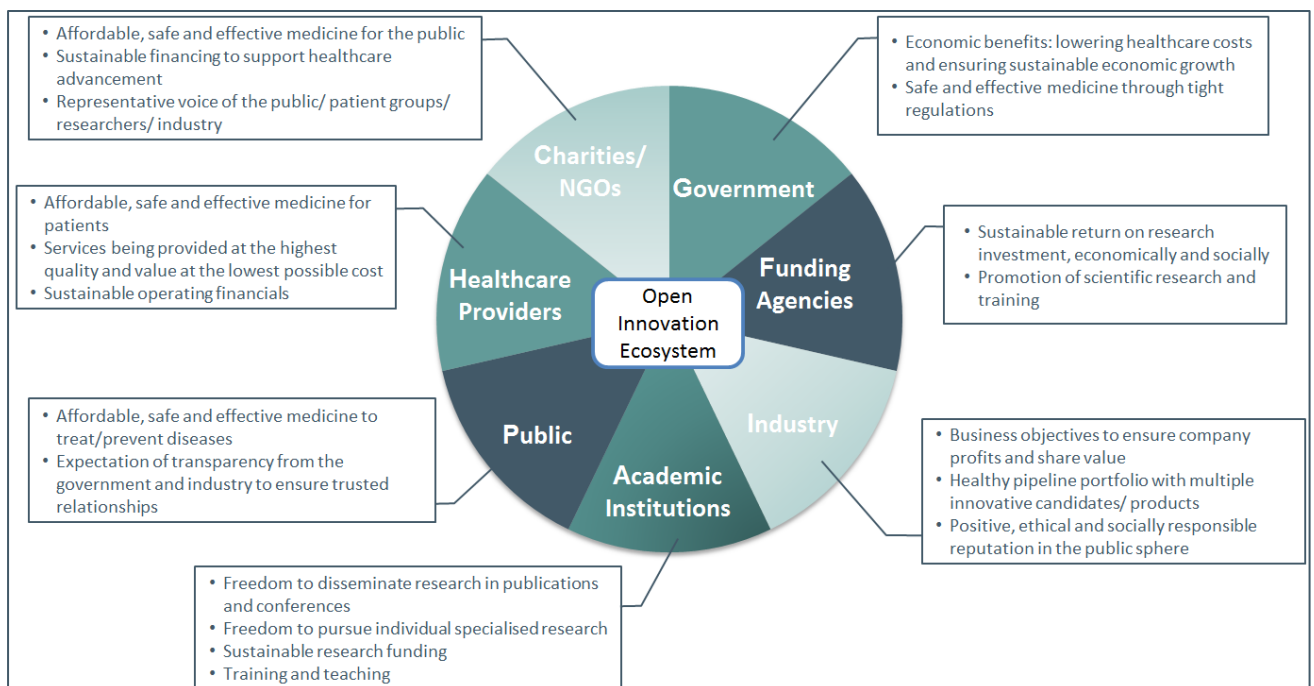 • Affordable, safe and effective medicine for the public
• Sustainable financing to support healthcare
advancement
• Representative voice of the public/ patient groups/
researchers/ industry
• Economic benefits: lowering healthcare costs
and ensuring sustainable economic growth
• Safe and effective medicine through tight
regulations
Charities/
NGOs
Government
• Affordable, safe and effective medicine for
patients
• Services being provided at the highest
quality and value at the lowest possible cost
• Sustainable operating financials
Healthcare
Providers
Funding
Agencies
• Sustainable return on research
investment, economically and socially
• Promotion of scientific research and
training
Open
Innovation
Ecosystem
• Affordable, safe and effective medicine to
treat/prevent diseases
• Expectation of transparency from the
government and industry to ensure trusted
relationships
Public
Industry
• Business objectives to ensure company
profits and share value
• Healthy pipeline portfolio with multiple
innovative candidates/ products
• Positive, ethical and socially responsible
reputation in the public sphere
Academic
Institutions
• Freedom to disseminate research in publications
and conferences
• Freedom to pursue individual specialised research
• Sustainable research funding
• Training and teaching